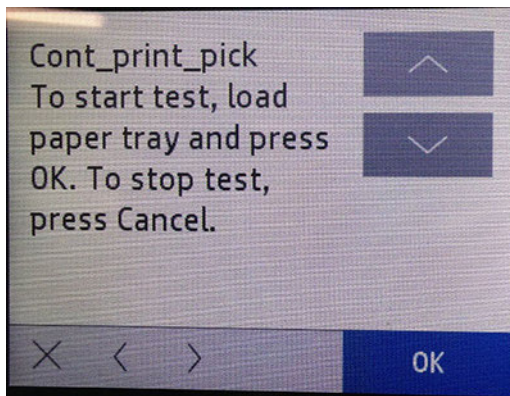 Cont_print_pick
To start test, load
paper tray and press
OK. To stop test,
press Cancel.
OK